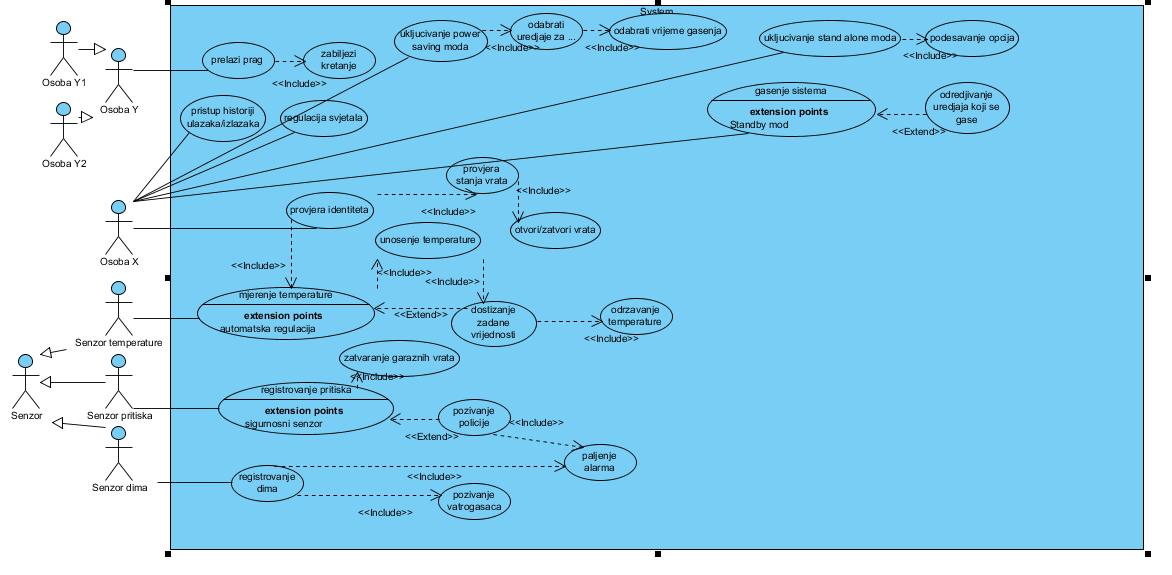 System
Osoba Y1
Osoba Y
Osoba Y2
prelazi prag
<<Include>>
zabiljezi
kretanje
ukljucivanje power
saving moda
<<Include>>
odabrati
uredjaje za ...
<<Include>>
odabrati vrijeme gasenja
ukljucivanje stand alone moda
<<Include>>
podesavanje opcija
pristup historiji
ulazaka/izlazaka
regulacija svjetala
gasenje sistema
extension points
Standby mod
<<Extend>>
odredjivanje
uredjaja koji se
gase
Osoba X
provjera identiteta
<<Include>>
provjera
stanja vrata
<<Include>>
otvori/zatvori vrata
<<Include>>
unosenje temperature
<<Include>>
<<Include>>
Senzor temperature
mjerenje temperature
extension points
automatska regulacija
<<Extend>>
dostizanje
zadane
vrijednosti
<<Include>>
odrzavanje
temperature
Senzor
Senzor pritiska
zatvaranje garaznih vrata
<<Include>>
registrovanje pritiska
extension points
sigurnosni senzor
<<Extend>>
pozivanje
policije
<<Include>>
paljenje
alarma
Senzor dima
registrovanje
dima
<<Include>>
<<Include>>
pozivanje
vatrogasaca